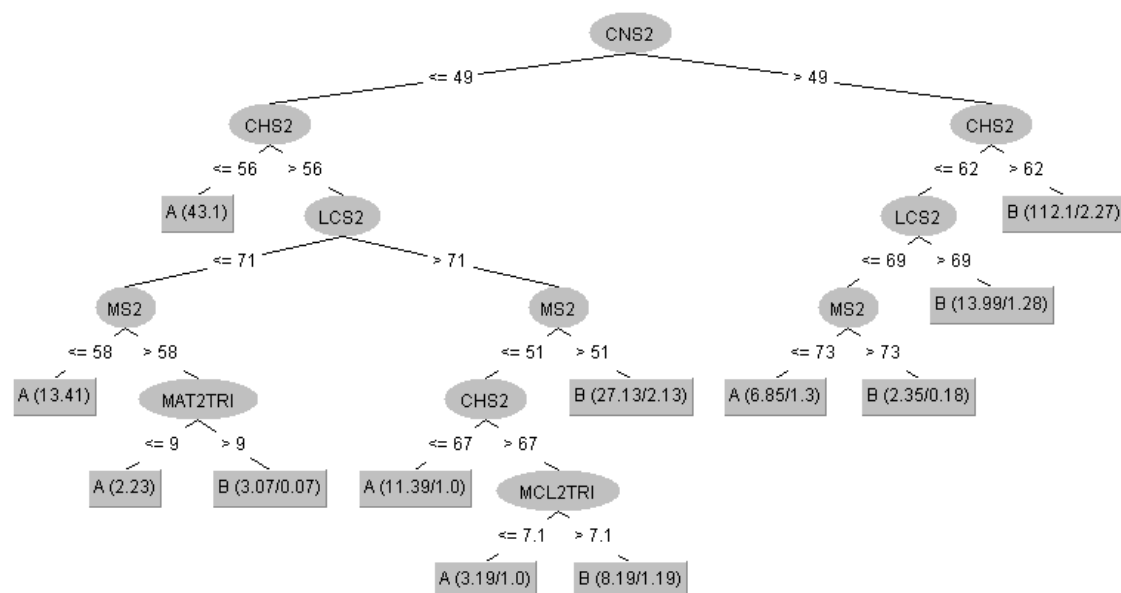 CNS2
<= 49
> 49
CHS2
CHS2
<= 56
> 56
<= 62
> 62
A (43.1)
LCS2
LCS2
B (112.1/2.27)
<= 71
> 71
<= 69
> 69
MS2
MS2
MS2
B (13.99/1.28)
<= 58
> 58
<= 51
> 51
<= 73
> 73
A (13.41)
MAT2TRI
CHS2
B (27.13/2.13)
A (6.85/1.3)
B (2.35/0.18)
<= 9
> 9
<= 67
> 67
A (2.23)
B (3.07/0.07)
A (11.39/1.0)
MCL2TRI
<= 7.1
> 7.1
A (3.19/1.0)
B (8.19/1.19)